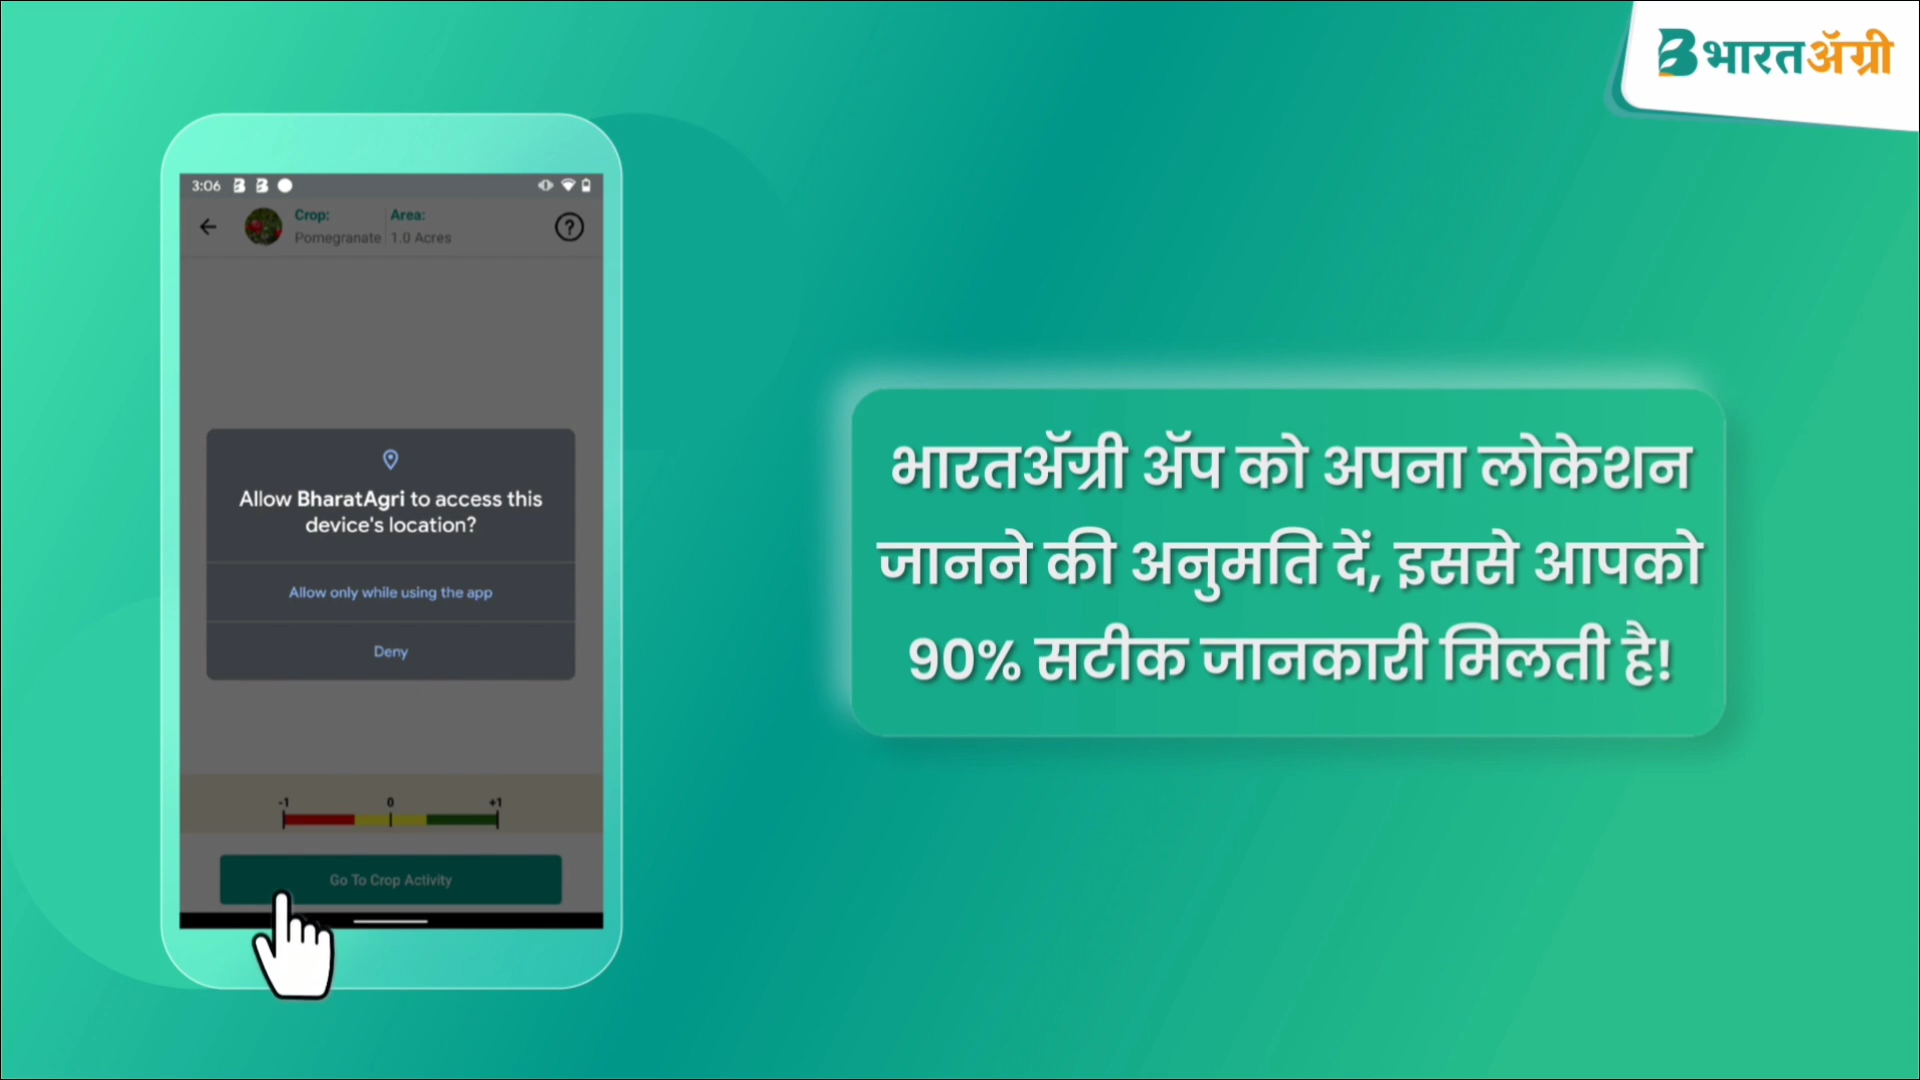 भारतॲग्री
3:06
Crop:
Area:
Pomegranate
1.0 Acres
Allow BharatAgri to access this
device's location?
Allow only while using the app
Deny
-1 0 +1
Go To Crop Activity
भारतॲग्री ॲप को अपना लोकेशन
जानने की अनुमति दें, इससे आपको
90% सटीक जानकारी मिलती है!